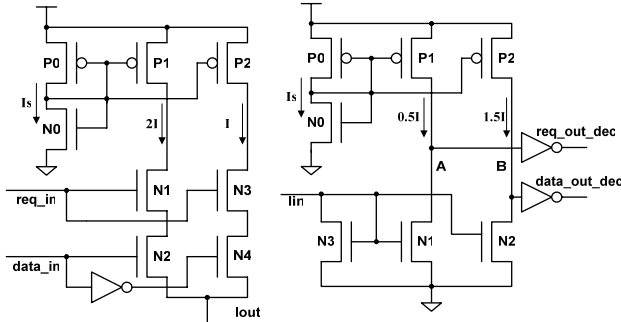 P0
P1
P2
Is
N0
2I
I
req_in
N1
N3
data_in
N2
N4
Iout
P0
P1
P2
Is
N0
0.5I
1.5I
req_out_dec
A
B
data_out_dec
Iin
N3
N1
N2